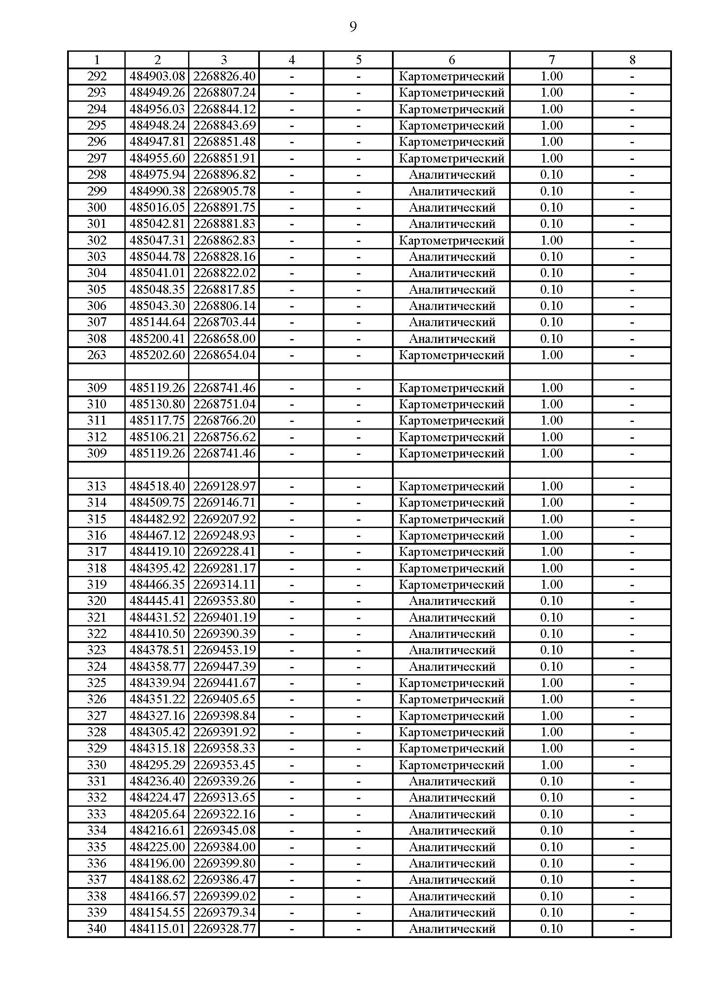 9
1 2 3 4 5 6 7 8
292 484903.08 2268826.40 - - Картометрический 1.00 -
293 484949.26 2268807.24 - - Картометрический 1.00 -
294 484956.03 2268844.12 - - Картометрический 1.00 -
295 484948.24 2268843.69 - - Картометрический 1.00 -
296 484947.81 2268851.48 - - Картометрический 1.00 -
297 484955.60 2268851.91 - - Картометрический 1.00 -
298 484975.94 2268896.82 - - Аналитический 0.10 -
299 484990.38 2268905.78 - - Аналитический 0.10 -
300 485016.05 2268891.75 - - Аналитический 0.10 -
301 485042.81 2268881.83 - - Аналитический 0.10 -
302 485047.31 2268862.83 - - Картометрический 1.00 -
303 485044.78 2268828.16 - - Аналитический 0.10 -
304 485041.01 2268822.02 - - Аналитический 0.10 -
305 485048.35 2268817.85 - - Аналитический 0.10 -
306 485043.30 2268806.14 - - Аналитический 0.10 -
307 485144.64 2268703.44 - - Аналитический 0.10 -
308 485200.41 2268658.00 - - Аналитический 0.10 -
263 485202.60 2268654.04 - - Картометрический 1.00 -
309 485119.26 2268741.46 - - Картометрический 1.00 -
310 485130.80 2268751.04 - - Картометрический 1.00 -
311 485117.75 2268766.20 - - Картометрический 1.00 -
312 485106.21 2268756.62 - - Картометрический 1.00 -
309 485119.26 2268741.46 - - Картометрический 1.00 -
313 484518.40 2269128.97 - - Картометрический 1.00 -
314 484509.75 2269146.71 - - Картометрический 1.00 -
315 484482.92 2269207.92 - - Картометрический 1.00 -
316 484467.12 2269248.93 - - Картометрический 1.00 -
317 484419.10 2269228.41 - - Картометрический 1.00 -
318 484395.42 2269281.17 - - Картометрический 1.00 -
319 484466.35 2269314.11 - - Картометрический 1.00 -
320 484445.41 2269353.80 - - Аналитический 0.10 -
321 484431.52 2269401.19 - - Аналитический 0.10 -
322 484410.50 2269390.39 - - Аналитический 0.10 -
323 484378.51 2269453.19 - - Аналитический 0.10 -
324 484358.77 2269447.39 - - Аналитический 0.10 -
325 484339.94 2269441.67 - - Картометрический 1.00 -
326 484351.22 2269405.65 - - Картометрический 1.00 -
327 484327.16 2269398.84 - - Картометрический 1.00 -
328 484305.42 2269391.92 - - Картометрический 1.00 -
329 484315.18 2269358.33 - - Картометрический 1.00 -
330 484295.29 2269353.45 - - Картометрический 1.00 -
331 484236.40 2269339.26 - - Аналитический 0.10 -
332 484224.47 2269313.65 - - Аналитический 0.10 -
333 484205.64 2269322.16 - - Аналитический 0.10 -
334 484216.61 2269345.08 - - Аналитический 0.10 -
335 484225.00 2269384.00 - - Аналитический 0.10 -
336 484196.00 2269399.80 - - Аналитический 0.10 -
337 484188.62 2269386.47 - - Аналитический 0.10 -
338 484166.57 2269399.02 - - Аналитический 0.10 -
339 484154.55 2269379.34 - - Аналитический 0.10 -
340 484115.01 2269328.77 - - Аналитический 0.10 -